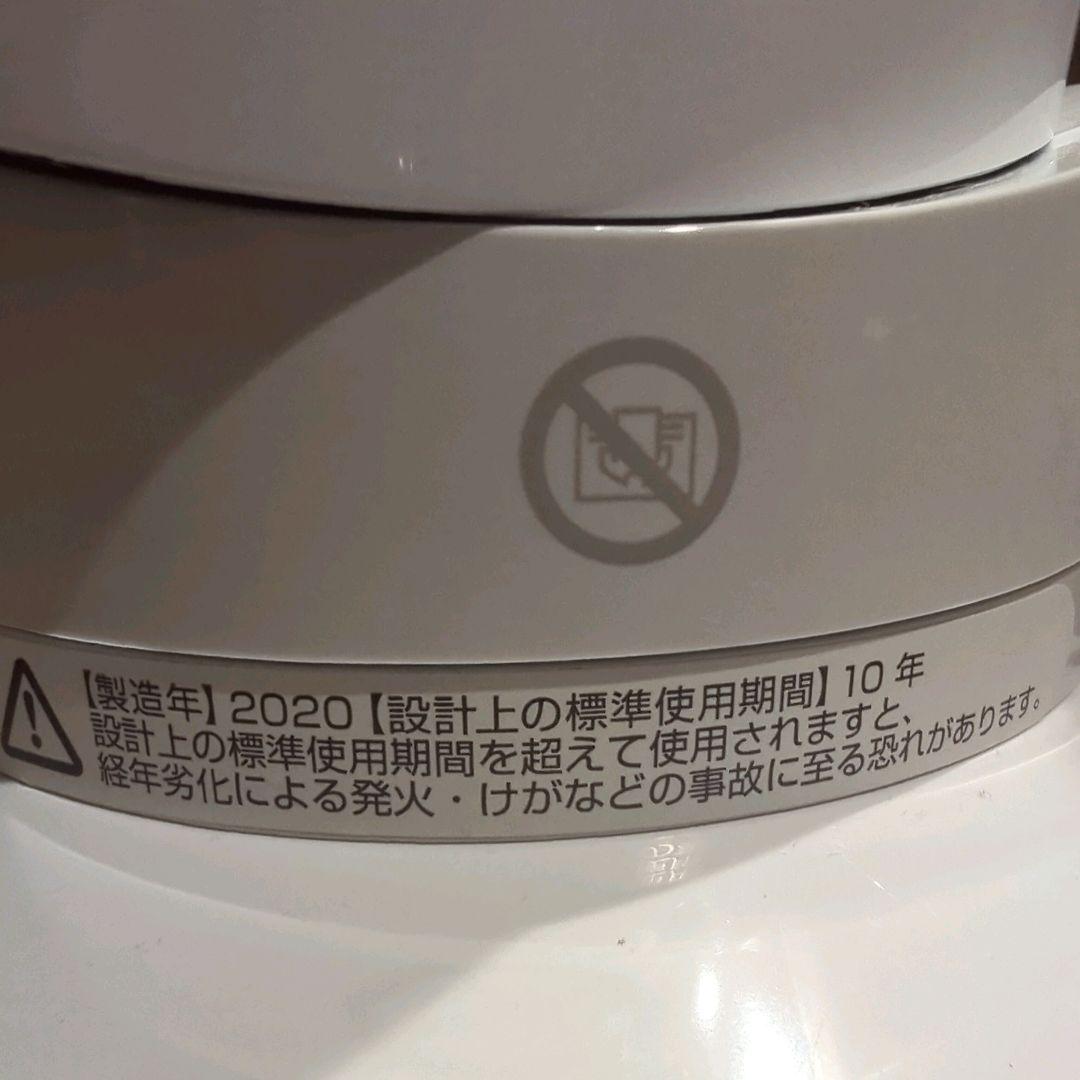 【製造年】2020【設計上の標準使用期間】10年
設計上の標準使用期間を超えて使用されますと、
経年劣化による発火・けがなどの事故に至る恐れがあります。